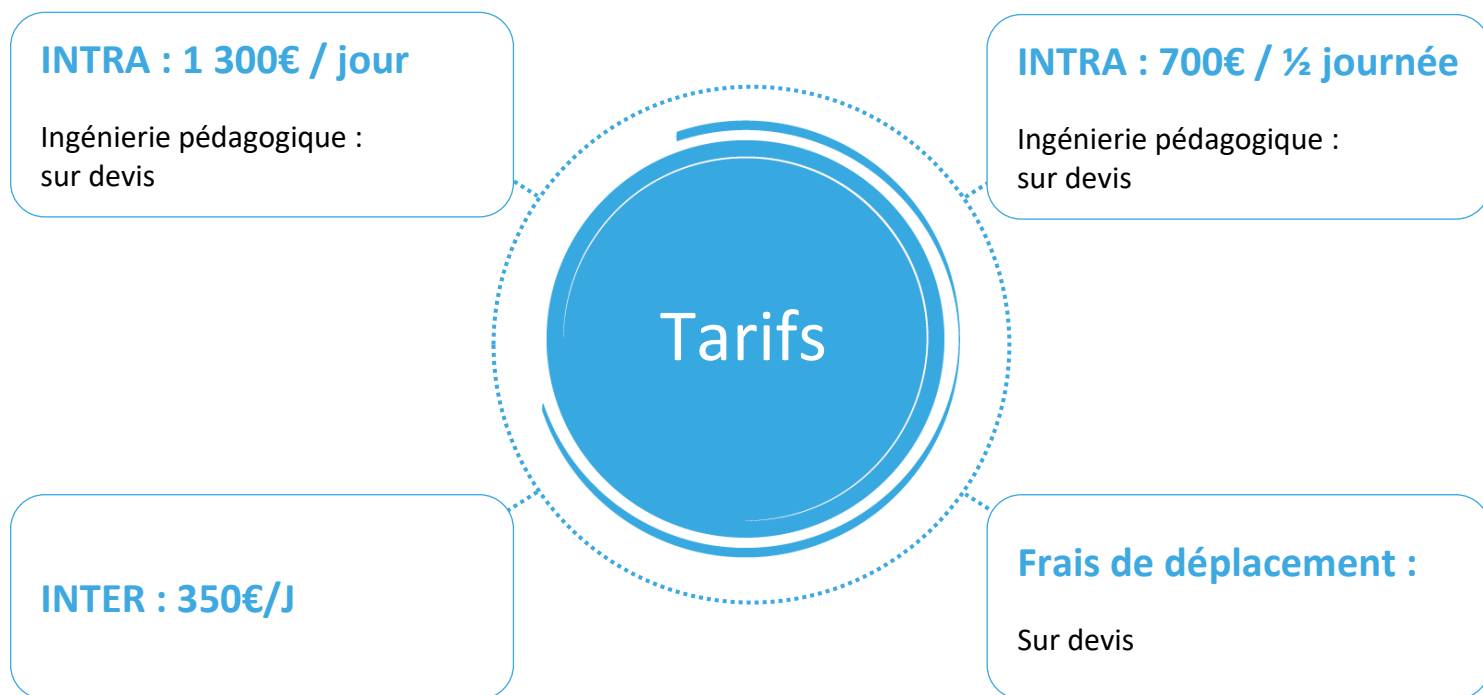 INTRA : 1 300€ / jour
Ingénierie pédagogique :
sur devis
INTRA : 700€ / ½ journée
Ingénierie pédagogique :
sur devis
Tarifs
INTER : 350€/J
Frais de déplacement :
Sur devis